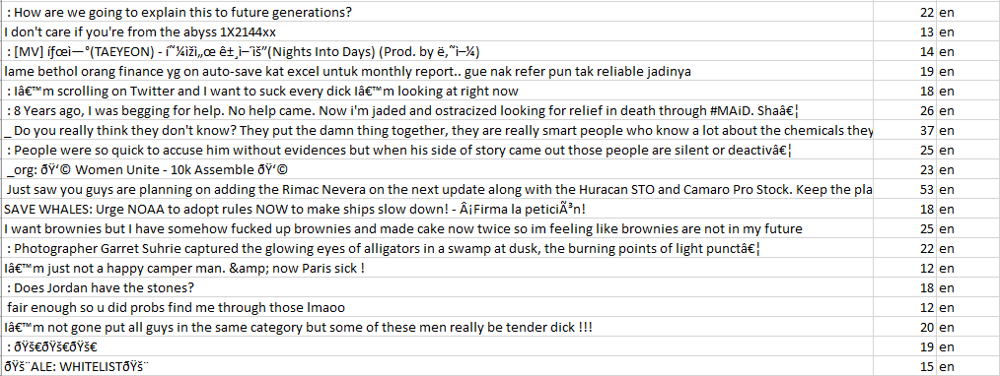 : How are we going to explain this to future generations? 22 en
I don't care if you're from the abyss 1X2144xx 13 en
: [MV] íƒœì—°(TAEYEON) - í˜¼ìžì„œ ê±¸ì–´ìš”(Nights Into Days) (Prod. by ë‚˜ì–¼) 14 en
lame bethol orang finance yg on auto-save kat excel untuk monthly report.. gue nak refer pun tak reliable jadinya 19 en
: Iâ€™m scrolling on Twitter and I want to suck every dick Iâ€™m looking at right now 18 en
: 8 Years ago, I was begging for help. No help came. Now i'm jaded and ostracized looking for relief in death through #MAiD. Shaâ€¦ 26 en
_ Do you really think they don't know? They put the damn thing together, they are really smart people who know a lot about the chemicals they 37 en
: People were so quick to accuse him without evidences but when his side of story came out those people are silent or deactivâ€¦ 25 en
_org: ðŸ‘© Women Unite - 10k Assemble ðŸ‘© 23 en
Just saw you guys are planning on adding the Rimac Nevera on the next update along with the Huracan STO and Camaro Pro Stock. Keep the pla 53 en
SAVE WHALES: Urge NOAA to adopt rules NOW to make ships slow down! - Â¡Firma la peticiÃ³n! 18 en
I want brownies but I have somehow fucked up brownies and made cake now twice so im feeling like brownies are not in my future 25 en
: Photographer Garret Suhrie captured the glowing eyes of alligators in a swamp at dusk, the burning points of light punctâ€¦ 22 en
Iâ€™m just not a happy camper man. &amp; now Paris sick ! 12 en
: Does Jordan have the stones? 18 en
fair enough so u did probs find me through those lmaoo 12 en
Iâ€™m not gone put all guys in the same category but some of these men really be tender dick !!! 20 en
: ðŸš€ðŸš€ðŸš€ 19 en
ðŸš¨ALE: WHITELISTðŸš¨ 15 en